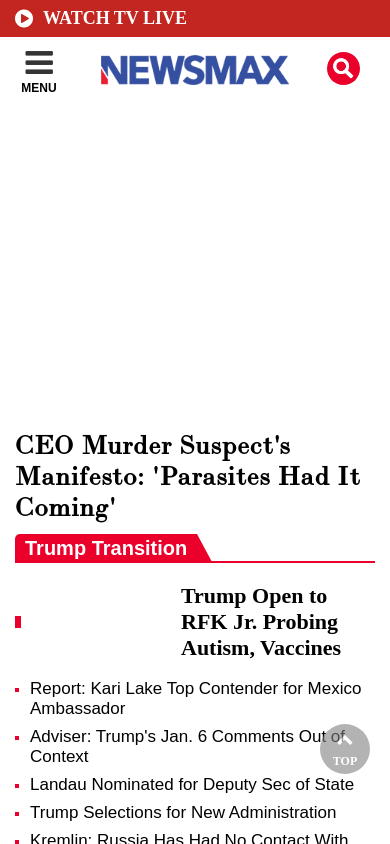 WATCH TV LIVE
MENU
NEWSMAX
CEO Murder Suspect's
Manifesto: 'Parasites Had It
Coming'
Trump Transition
Trump Open to
RFK Jr. Probing
Autism, Vaccines
Report: Kari Lake Top Contender for Mexico
Ambassador
Adviser: Trump's Jan. 6 Comments Out of
Context
TOP
Landau Nominated for Deputy Sec of State
Trump Selections for New Administration
Kremlin: Russia Has Had No Contact With